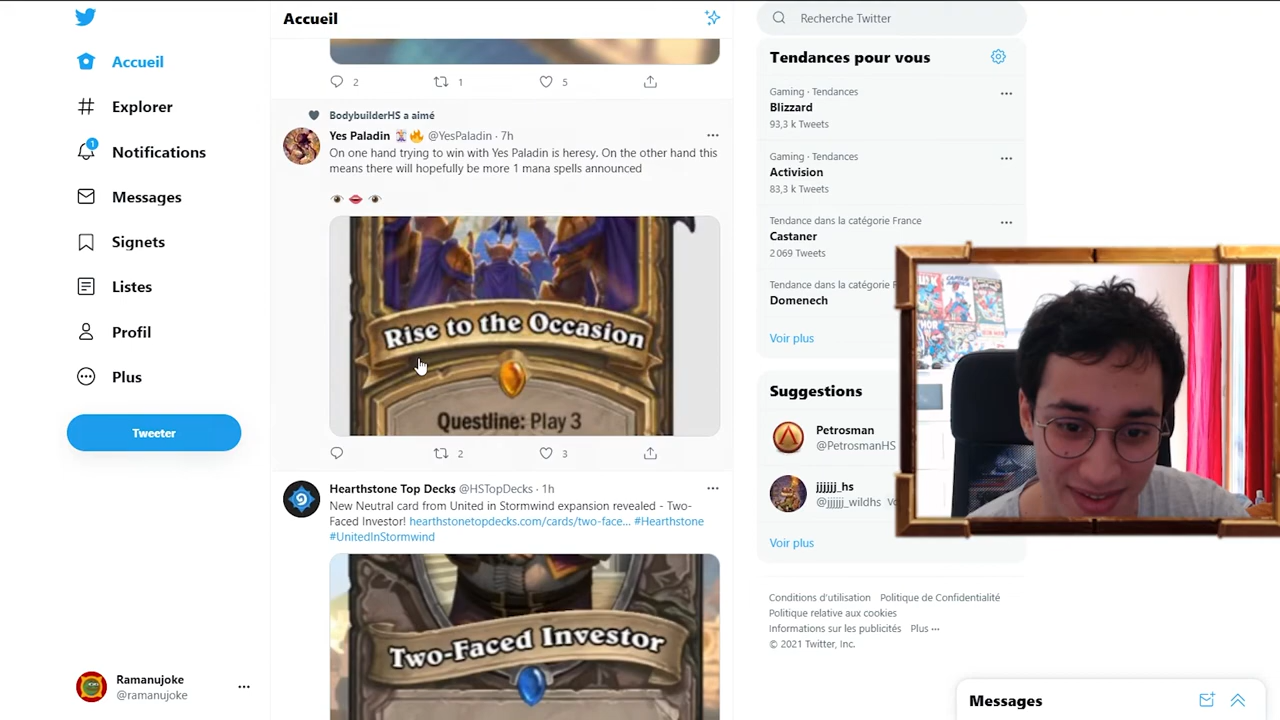 Accueil
Explorer
Notifications
1
Messages
Signets
Listes
Profil
Plus
Tweeter
Ramanujoke
@ramanujoke
Accueil
2
1
5
BodybuilderHS a aimé
Yes Paladin @YesPaladin · 7h
On one hand trying to win with Yes Paladin is heresy. On the other hand this
means there will hopefully be more 1 mana spells announced
Rise to the Occasion
Questline: Play 3
2
3
Hearthstone Top Decks @HSTopDecks · 1h
New Neutral card from United in Stormwind expansion revealed - Two-
Faced Investor! hearthstonetopdecks.com/cards/two-face... #Hearthstone
#UnitedInStormwind
Two-Faced Investor
Recherche Twitter
Tendances pour vous
Gaming · Tendances
Blizzard
93,3 k Tweets
Gaming · Tendances
Activision
83,3 k Tweets
Tendance dans la catégorie France
Castaner
2 069 Tweets
Tendance dans la catégorie F
Domenech
Voir plus
Suggestions
Petrosman
@PetrosmanHS
jjjjjj_hs
@jjjjjj_wildhs
Voir plus
Conditions d'utilisation Politique de Confidentialité
Politique relative aux cookies
Informations sur les publicités Plus ...
© 2021 Twitter, Inc.
Messages